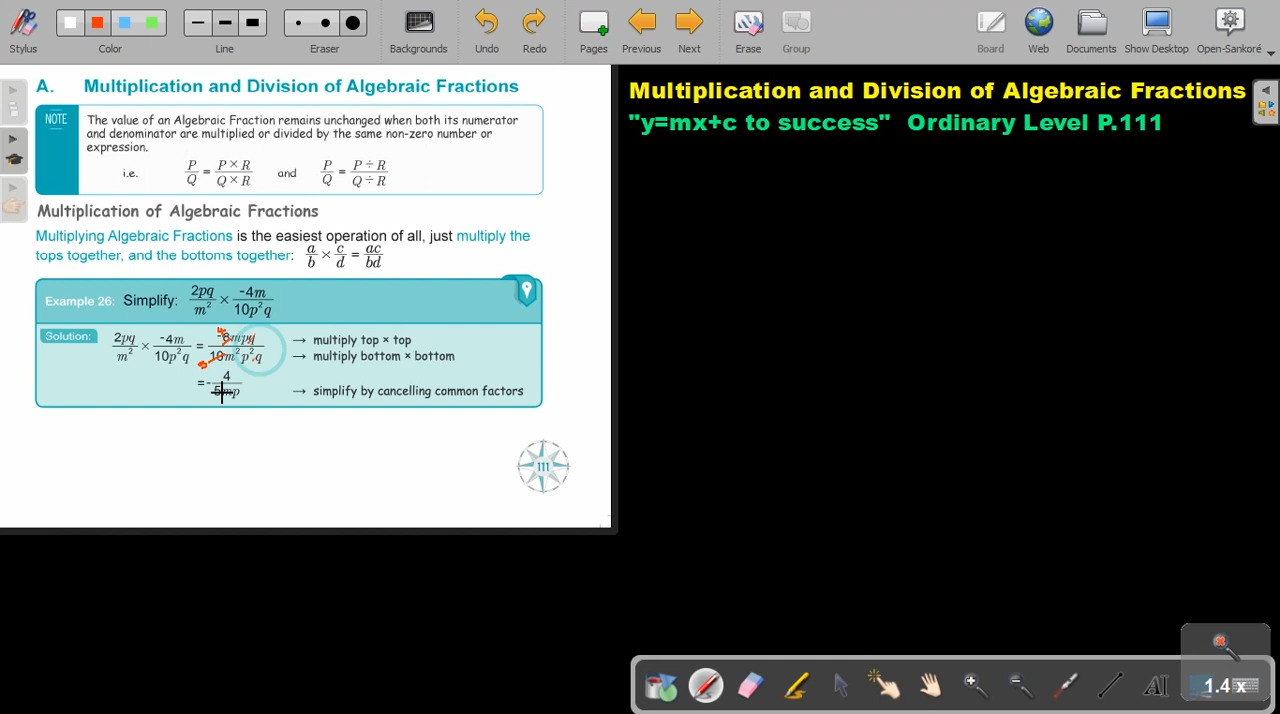 Stylus Color Line Eraser Backgrounds Undo Redo Pages Previous Next Erase Group Board Web Documents Show Desktop Open-Sankoré
A. Multiplication and Division of Algebraic Fractions
NOTE
The value of an Algebraic Fraction remains unchanged when both its numerator
and denominator are multiplied or divided by the same non-zero number or
expression.
i.e. P/Q = P × R/Q × R and P/Q = P ÷ R/Q ÷ R
Multiplication of Algebraic Fractions
Multiplying Algebraic Fractions is the easiest operation of all, just multiply the
tops together, and the bottoms together: a/b × c/d = ac/bd
Example 26: Simplify: 2pq/m² × -4m/10p²q
Solution: 2pq/m² × -4m/10p²q = -8mpq/10m²p²q → multiply top × top
→ multiply bottom × bottom
= - 4/5mp → simplify by cancelling common factors
111
Multiplication and Division of Algebraic Fractions
"y=mx+c to success" Ordinary Level P.111
1.4 x